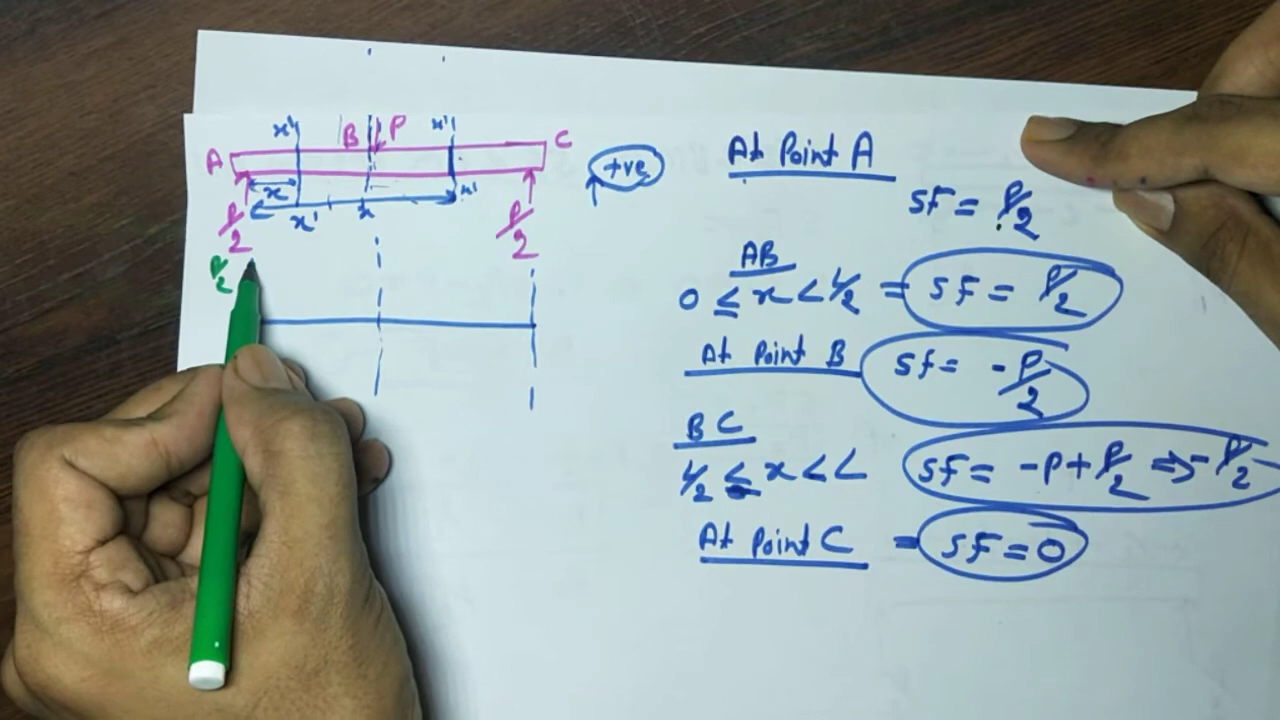 x' B P x' C
A
x x'
x' x
P/2 P/2
P/2
+ve
At Point A
SF = P/2
AB
0 ≤ x < L/2 = SF = P/2
At Point B SF = -P/2
BC
L/2 ≤ x < L SF = -P + P/2 ⇒ -P/2
At Point C = SF = 0